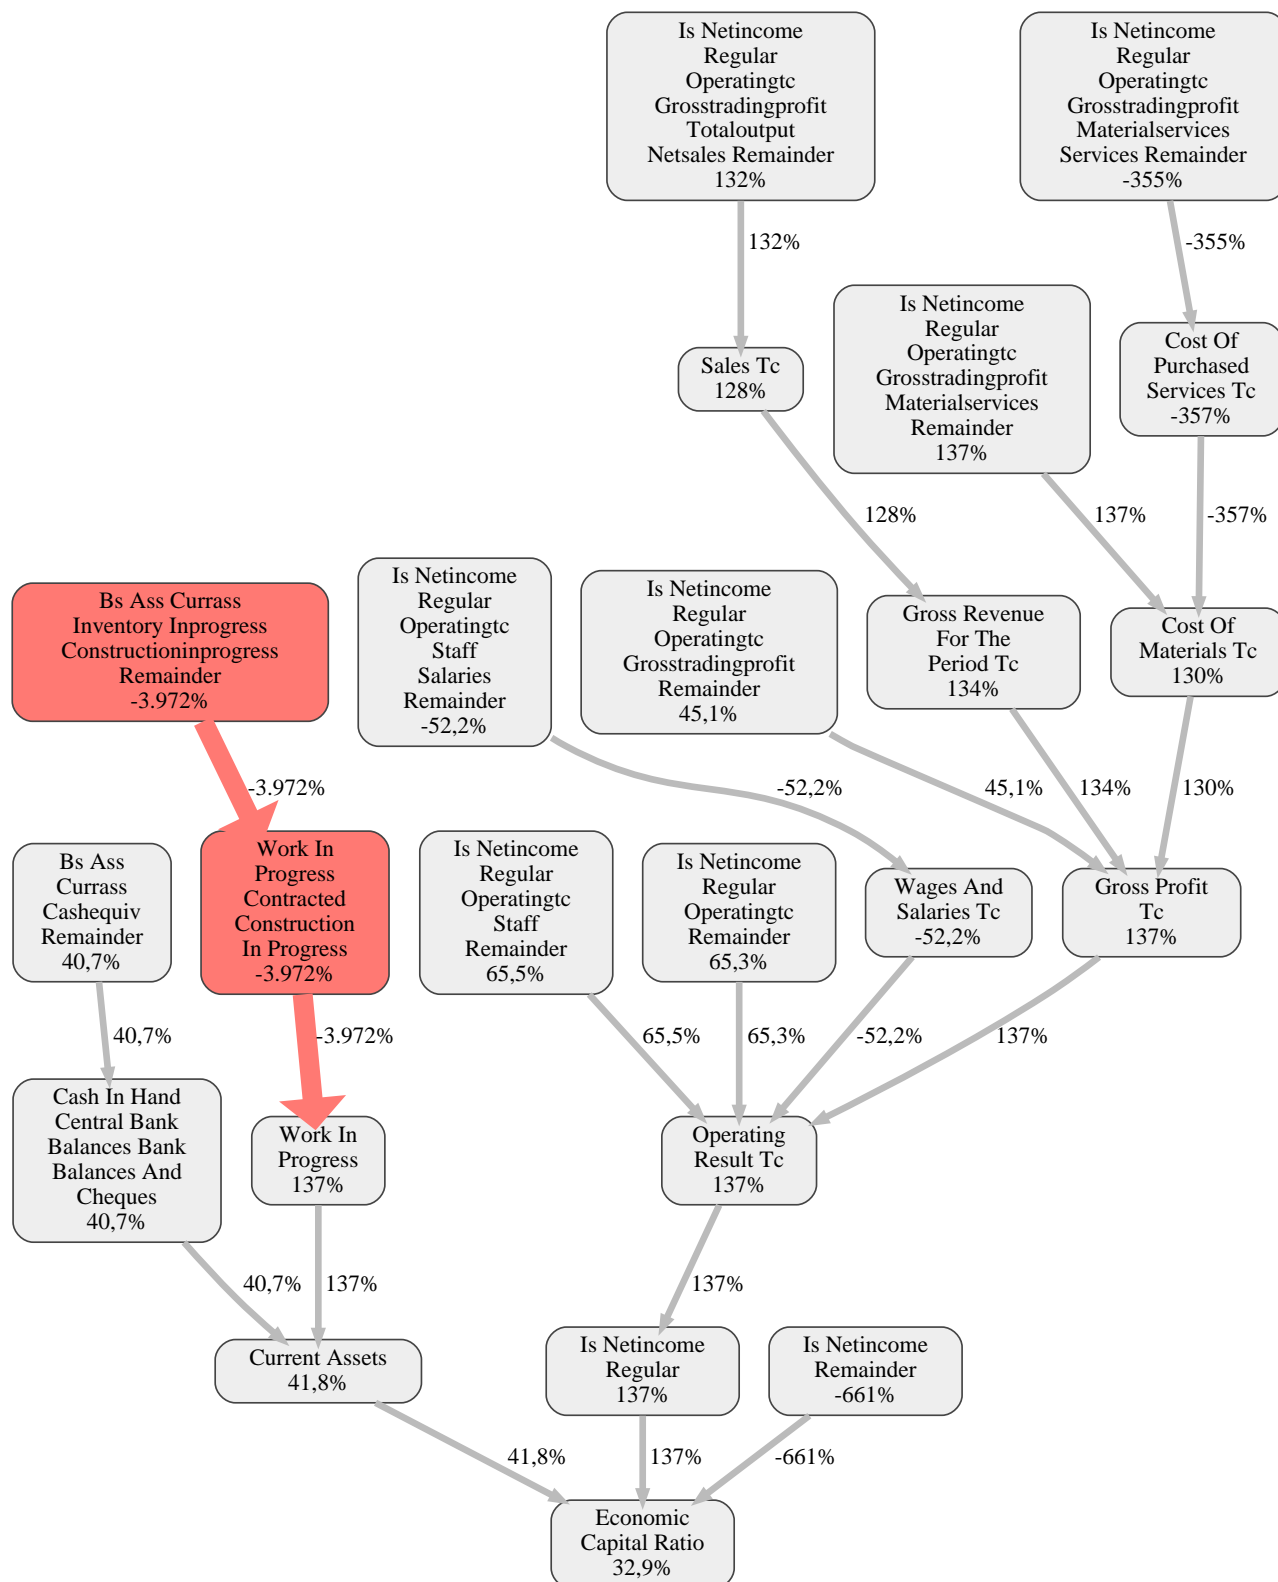 Is Netincome
Regular
Operatingtc
Grosstradingprofit
Totaloutput
Netsales Remainder
132%
Is Netincome
Regular
Operatingtc
Grosstradingprofit
Materialservices
Services Remainder
-355%
132%
-355%
Is Netincome
Regular
Operatingtc
Grosstradingprofit
Materialservices
Remainder
137%
Sales Tc
128%
Cost Of
Purchased
Services Tc
-357%
128%
137%
-357%
Bs Ass Currass
Inventory Inprogress
Constructioninprogress
Remainder
-3.972%
Is Netincome
Regular
Operatingtc
Staff
Salaries
Remainder
-52,2%
Is Netincome
Regular
Operatingtc
Grosstradingprofit
Remainder
45,1%
Gross Revenue
For The
Period Tc
134%
Cost Of
Materials Tc
130%
-3.972%
-52,2%
45,1%
134%
130%
Bs Ass
Currass
Cashequiv
Remainder
40,7%
Work In
Progress
Contracted
Construction
In Progress
-3.972%
Is Netincome
Regular
Operatingtc
Staff
Remainder
65,5%
Is Netincome
Regular
Operatingtc
Remainder
65,3%
Wages And
Salaries Tc
-52,2%
Gross Profit
Tc
137%
40,7%
-3.972%
65,5%
65,3%
-52,2%
137%
Cash In Hand
Central Bank
Balances Bank
Balances And
Cheques
40,7%
Work In
Progress
137%
Operating
Result Tc
137%
40,7%
137%
137%
Current Assets
41,8%
Is Netincome
Regular
137%
Is Netincome
Remainder
-661%
41,8%
137%
-661%
Economic
Capital Ratio
32,9%